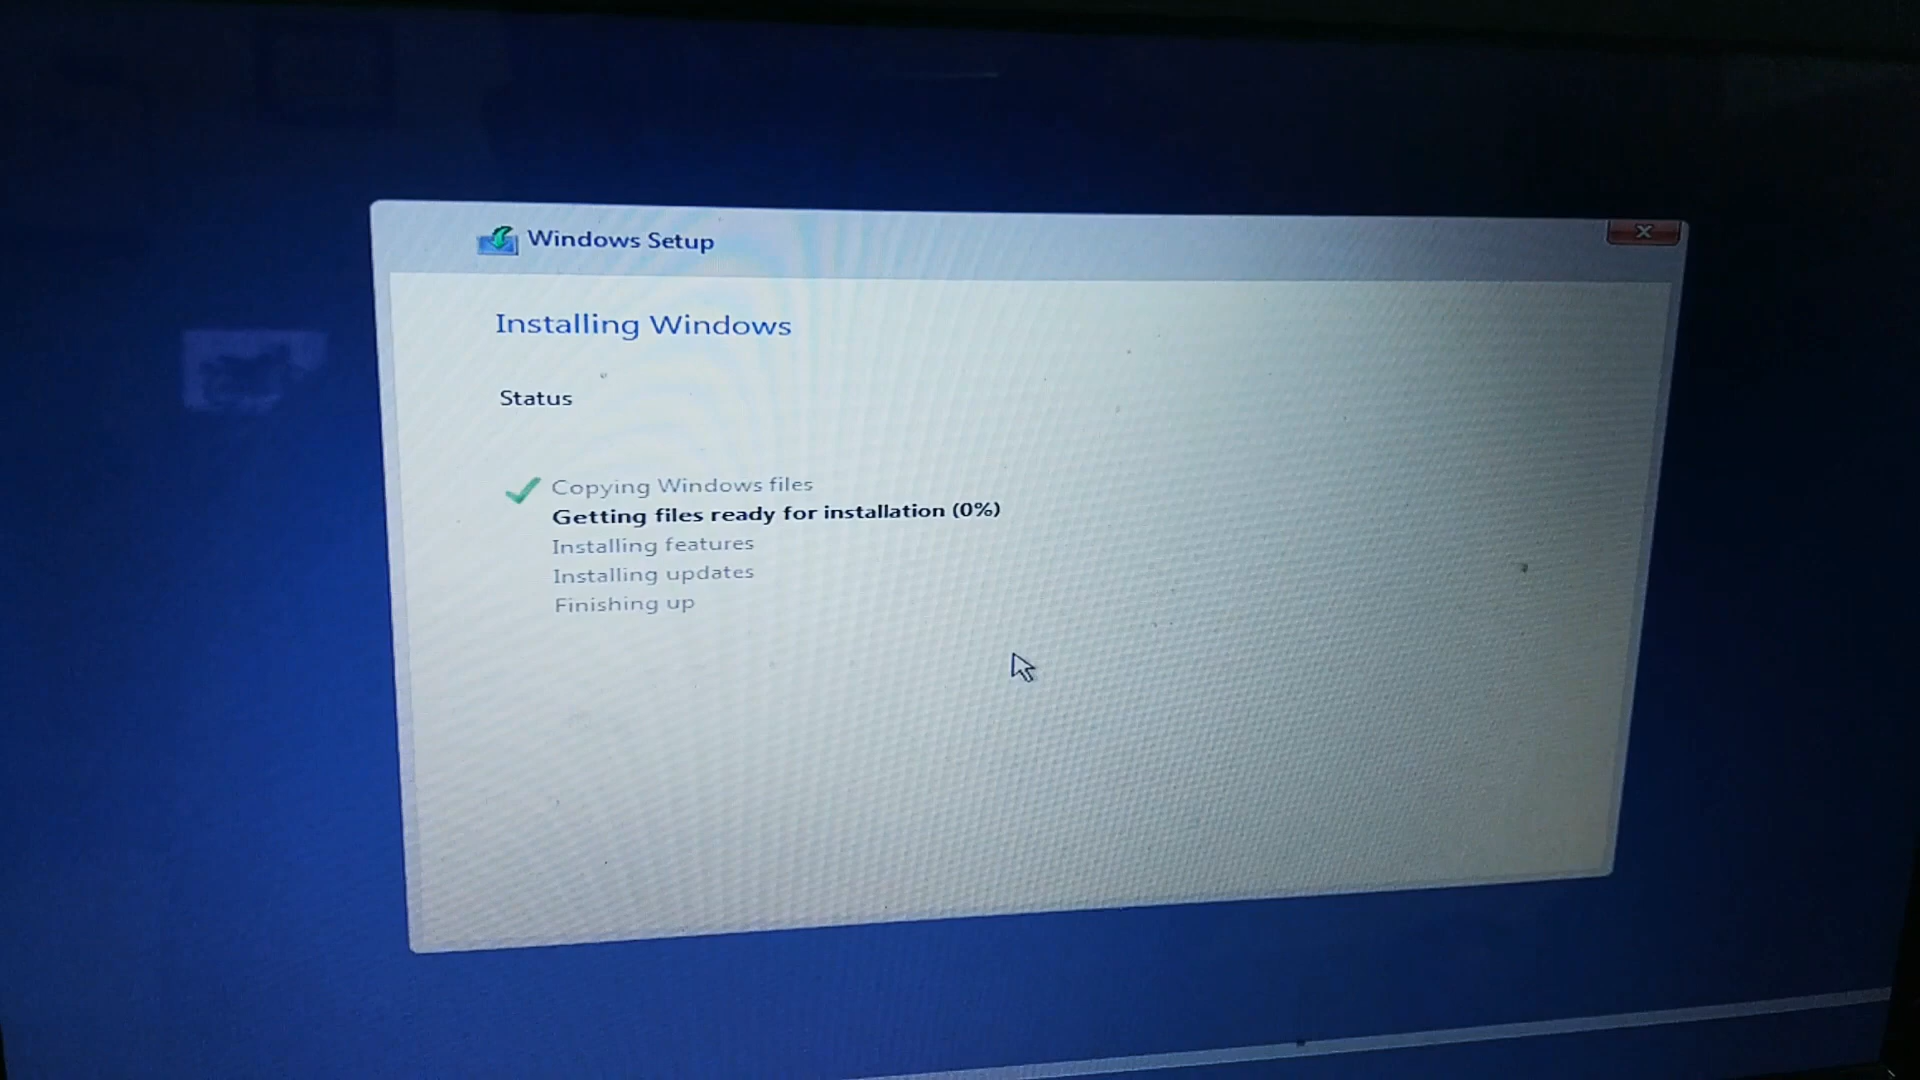 Windows Setup
Installing Windows
Status
Copying Windows files
Getting files ready for installation (0%)
Installing features
Installing updates
Finishing up